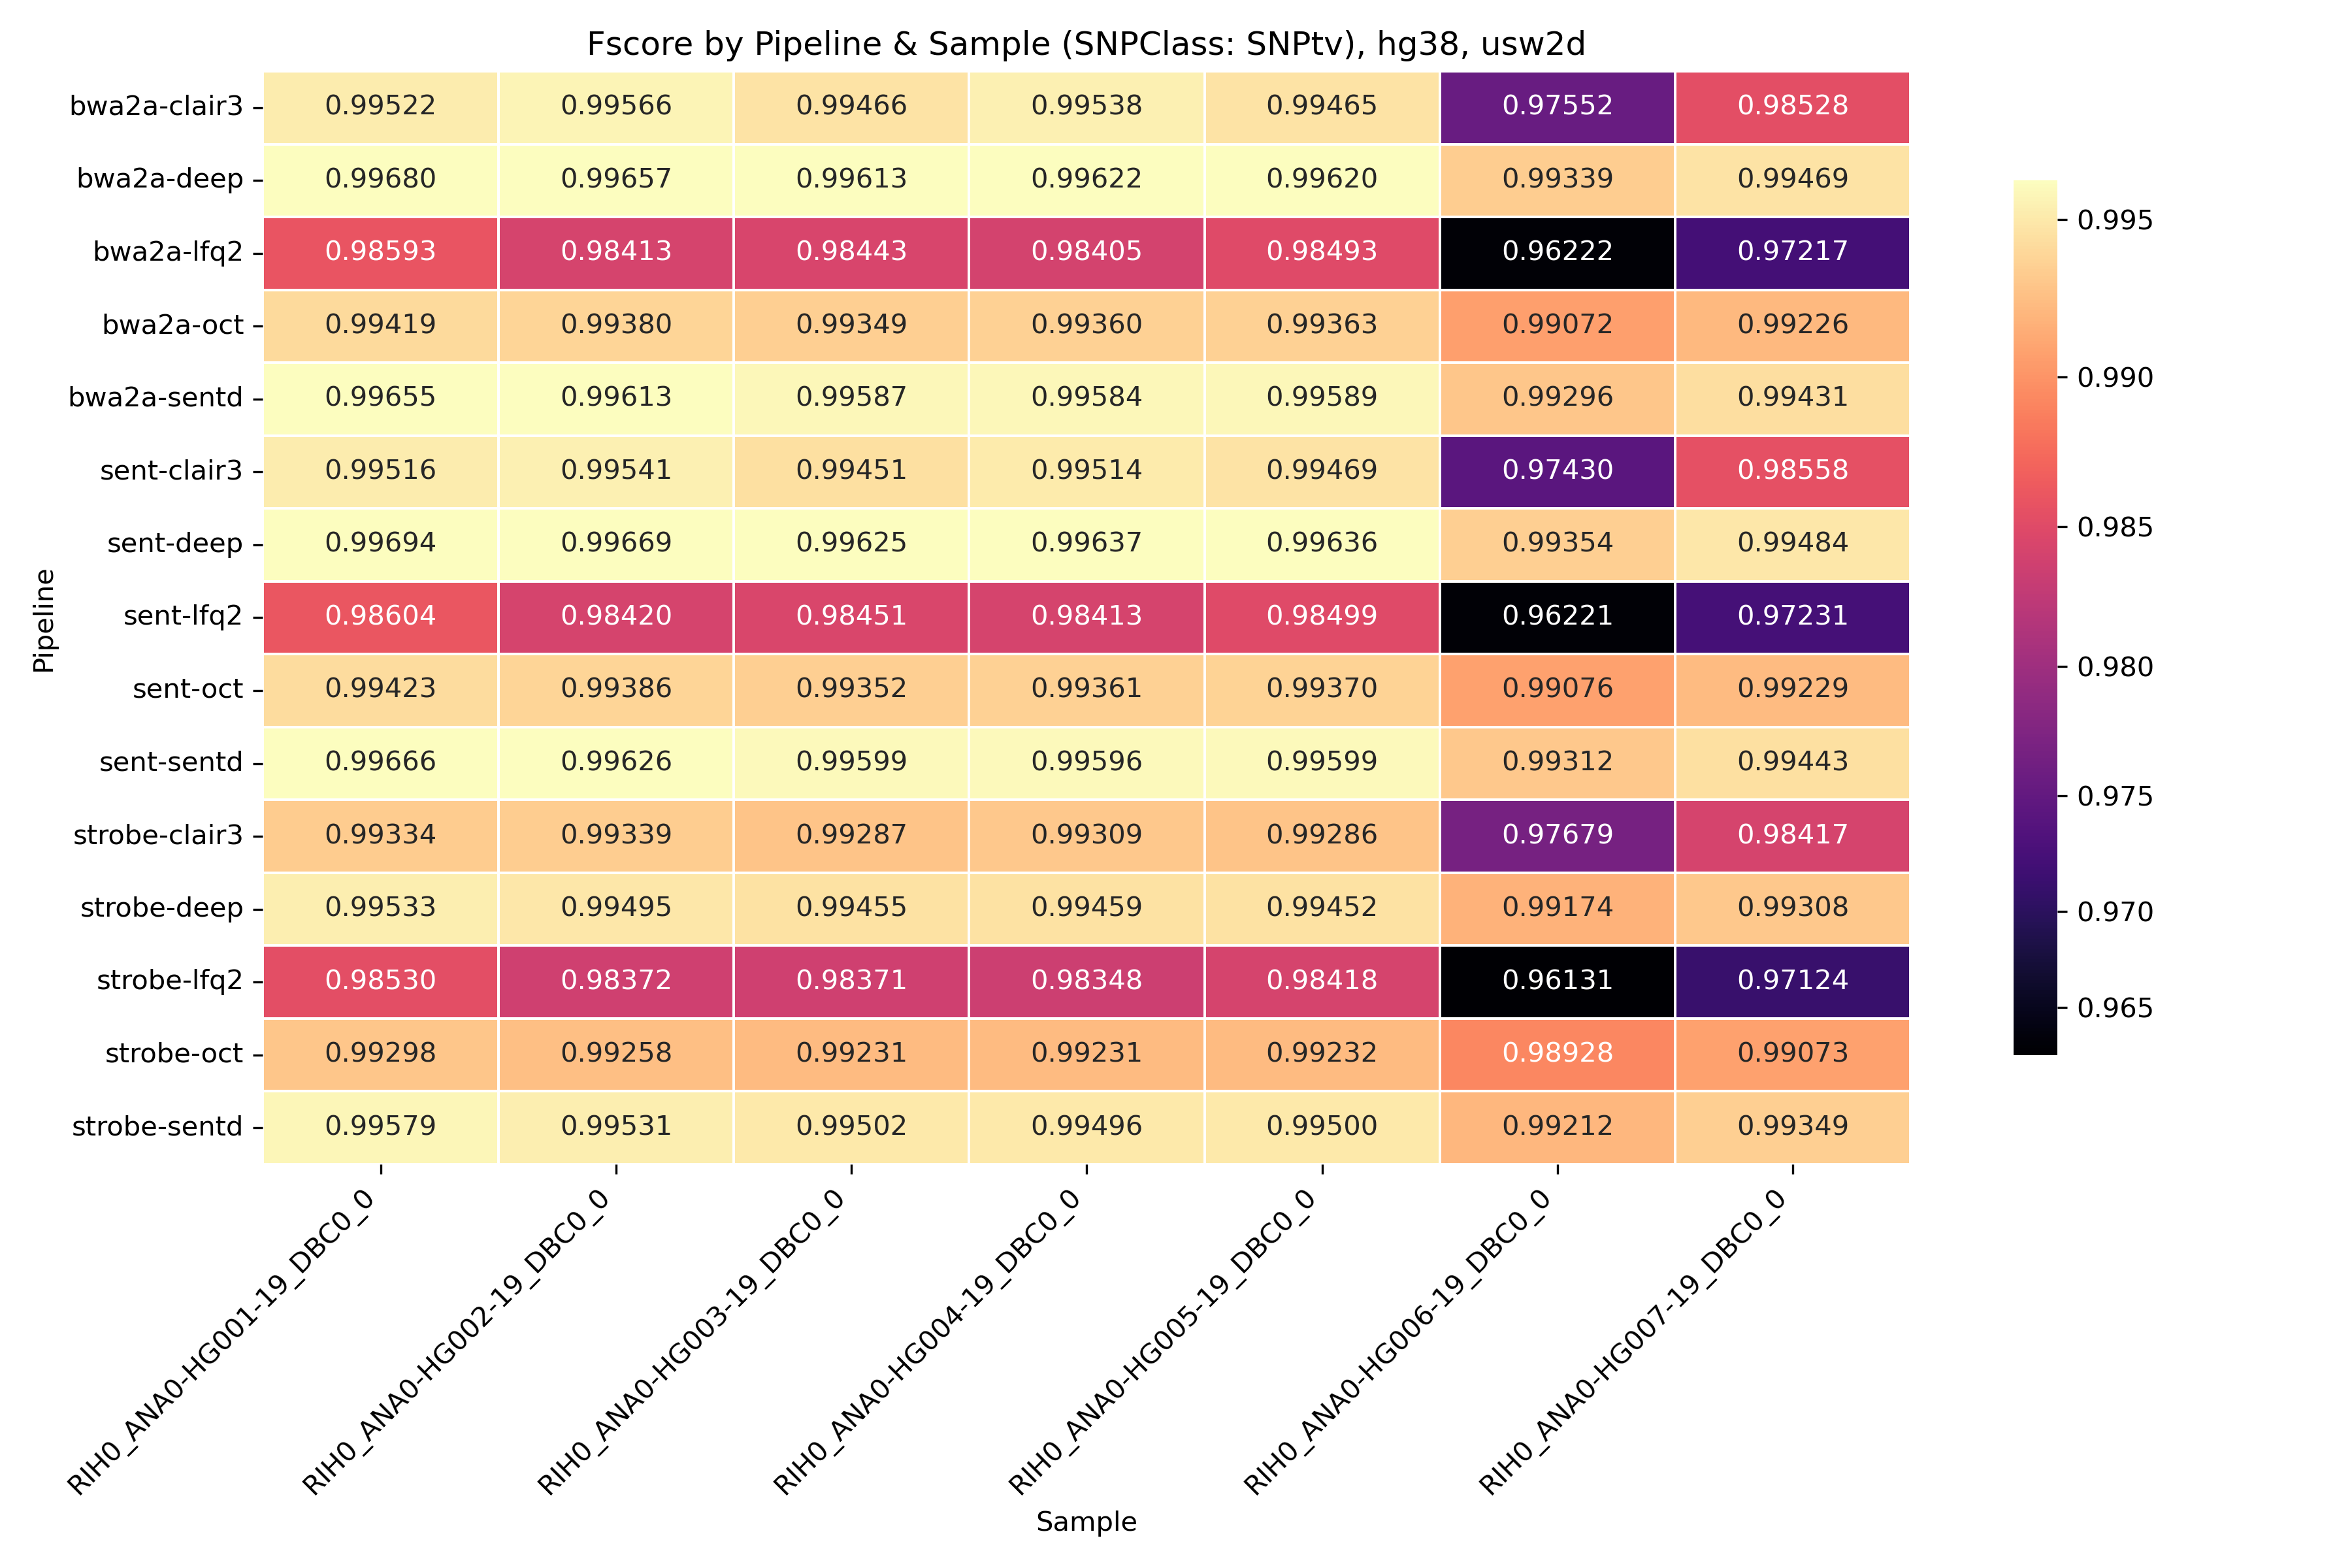 Fscore by Pipeline & Sample (SNPClass: SNPtv), hg38, usw2d
bwa2a-clair3 0.99522 0.99566 0.99466 0.99538 0.99465 0.97552 0.98528
bwa2a-deep 0.99680 0.99657 0.99613 0.99622 0.99620 0.99339 0.99469
bwa2a-lfq2 0.98593 0.98413 0.98443 0.98405 0.98493 0.96222 0.97217
bwa2a-oct 0.99419 0.99380 0.99349 0.99360 0.99363 0.99072 0.99226
bwa2a-sentd 0.99655 0.99613 0.99587 0.99584 0.99589 0.99296 0.99431
sent-clair3 0.99516 0.99541 0.99451 0.99514 0.99469 0.97430 0.98558
sent-deep 0.99694 0.99669 0.99625 0.99637 0.99636 0.99354 0.99484
sent-lfq2 0.98604 0.98420 0.98451 0.98413 0.98499 0.96221 0.97231
sent-oct 0.99423 0.99386 0.99352 0.99361 0.99370 0.99076 0.99229
sent-sentd 0.99666 0.99626 0.99599 0.99596 0.99599 0.99312 0.99443
strobe-clair3 0.99334 0.99339 0.99287 0.99309 0.99286 0.97679 0.98417
strobe-deep 0.99533 0.99495 0.99455 0.99459 0.99452 0.99174 0.99308
strobe-lfq2 0.98530 0.98372 0.98371 0.98348 0.98418 0.96131 0.97124
strobe-oct 0.99298 0.99258 0.99231 0.99231 0.99232 0.98928 0.99073
strobe-sentd 0.99579 0.99531 0.99502 0.99496 0.99500 0.99212 0.99349
Pipeline
RIH0_ANA0-HG001-19_DBC0_0
RIH0_ANA0-HG002-19_DBC0_0
RIH0_ANA0-HG003-19_DBC0_0
RIH0_ANA0-HG004-19_DBC0_0
RIH0_ANA0-HG005-19_DBC0_0
RIH0_ANA0-HG006-19_DBC0_0
RIH0_ANA0-HG007-19_DBC0_0
Sample
0.995
0.990
0.985
0.980
0.975
0.970
0.965